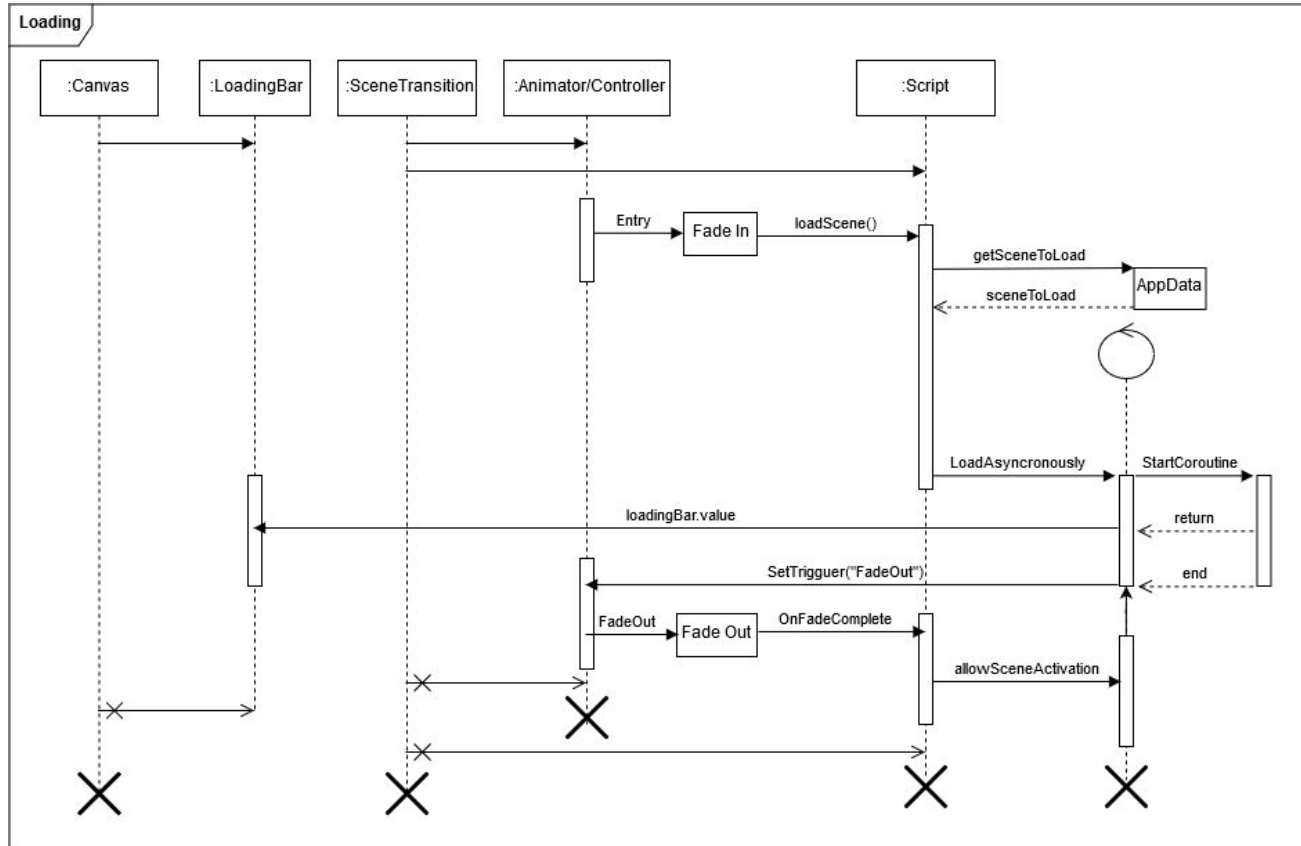 Loading
:Canvas
:LoadingBar
:SceneTransition
:Animator/Controller
:Script
Entry
Fade In
loadScene()
getSceneToLoad
AppData
sceneToLoad
LoadAsyncronously
StartCoroutine
loadingBar.value
return
SetTrigguer("FadeOut")
end
FadeOut
Fade Out
OnFadeComplete
allowSceneActivation